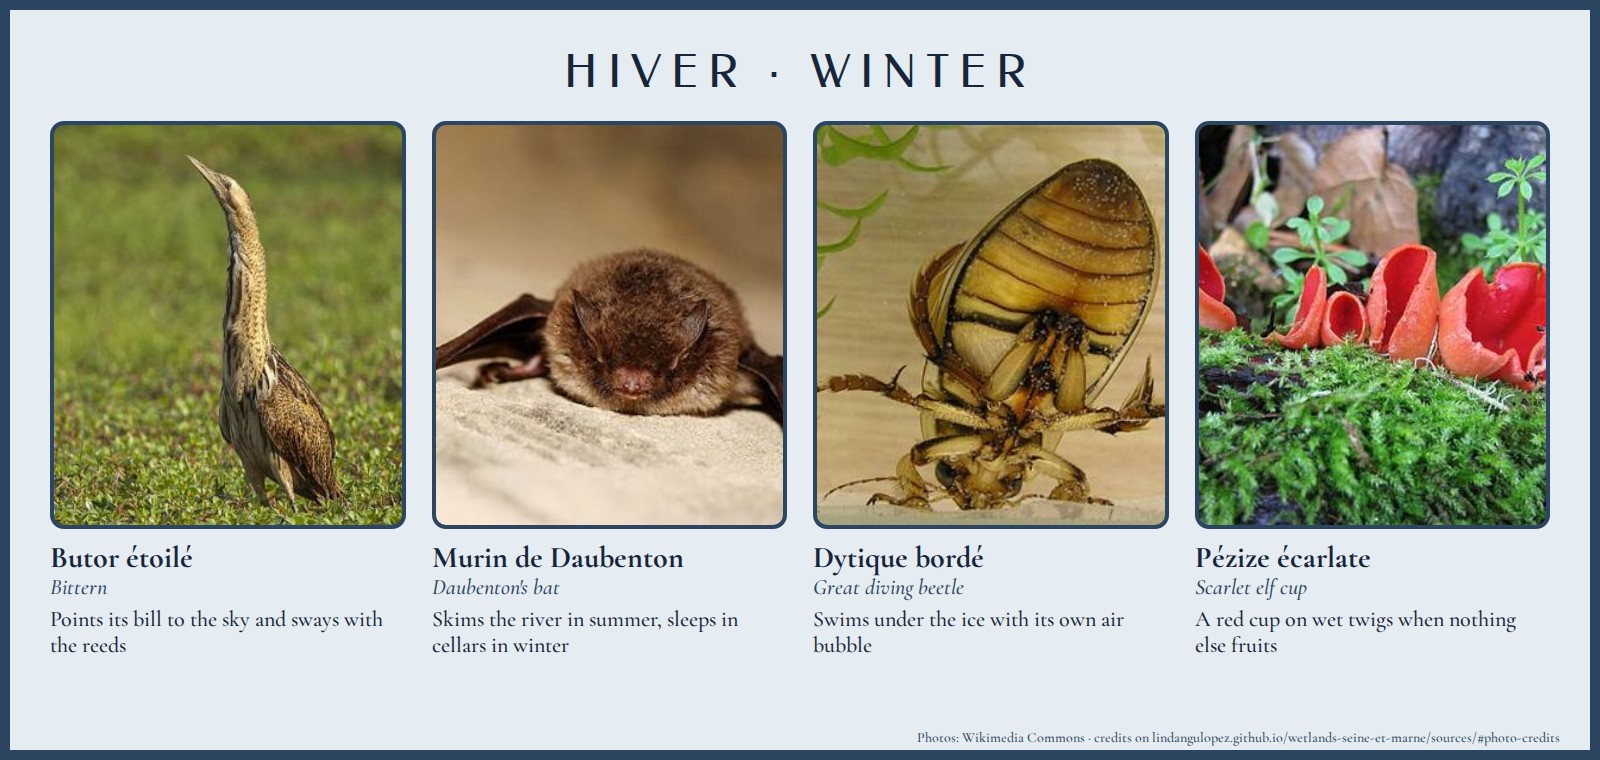 HIVER · WINTER
Butor étoilé
Bittern
Points its bill to the sky and sways with
the reeds
Murin de Daubenton
Daubenton's bat
Skims the river in summer, sleeps in
cellars in winter
Dytique bordé
Great diving beetle
Swims under the ice with its own air
bubble
Pézize écarlate
Scarlet elf cup
A red cup on wet twigs when nothing
else fruits
Photos: Wikimedia Commons · credits on lindangulopez.github.io/wetlands-seine-et-marne/sources/#photo-credits